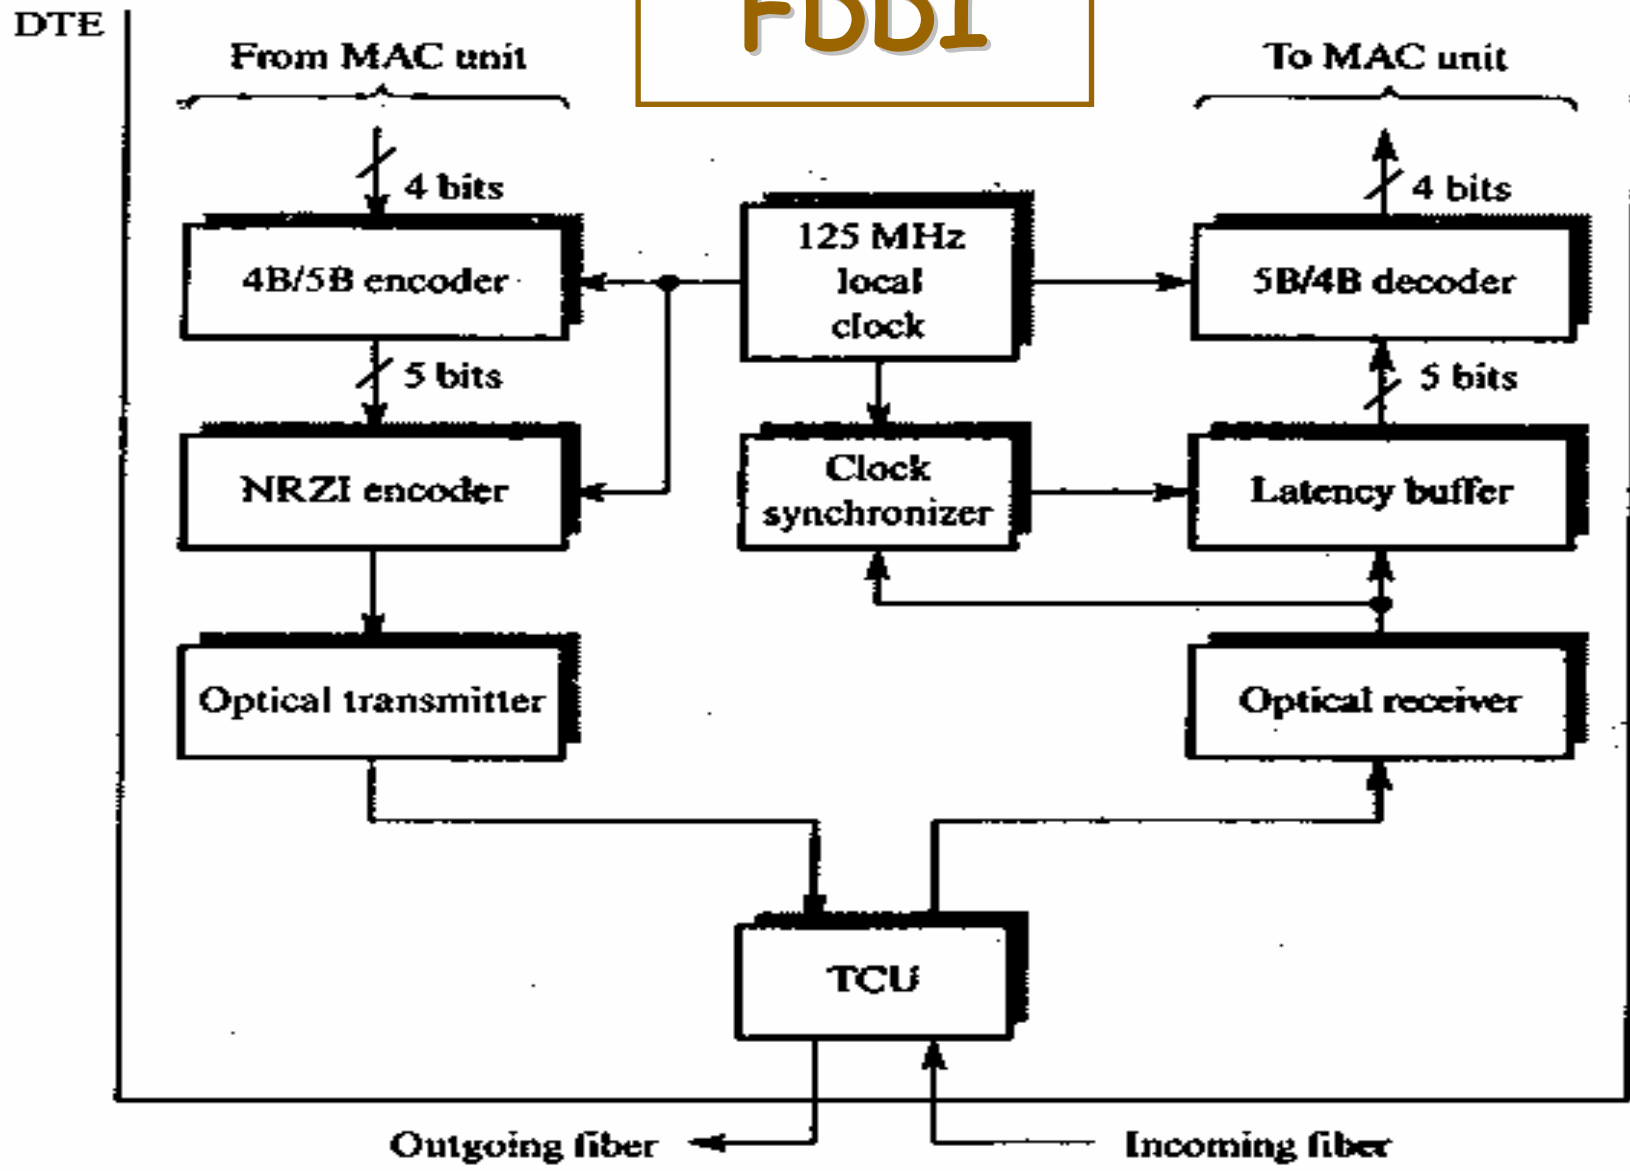 DTE
FDDI
From MAC unit
To MAC unit
4 bits
4 bits
4B/5B encoder
125 MHz
local
clock
5B/4B decoder
5 bits
5 bits
NRZI encoder
Clock
synchronizer
Latency buffer
Optical transmitter
Optical receiver
TCU
Outgoing fiber
Incoming fiber